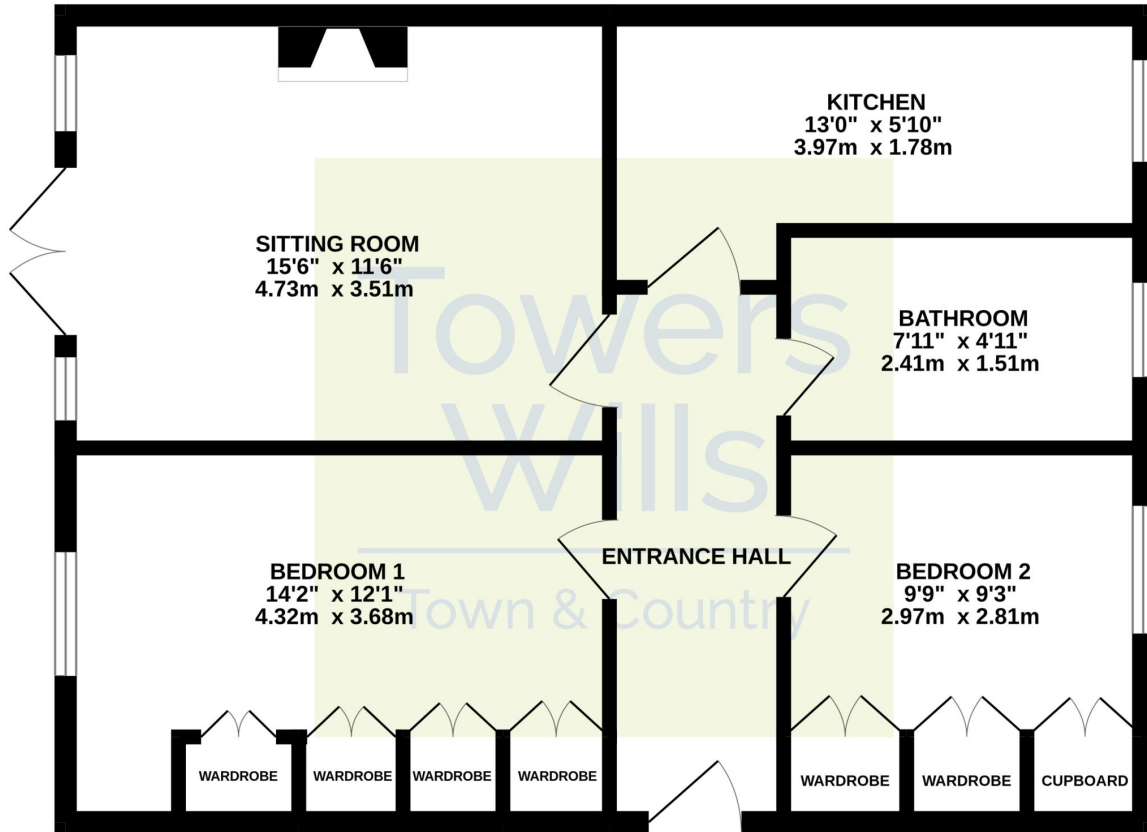 KITCHEN
13'0" x 5'10"
3.97m x 1.78m
SITTING ROOM
15'6" x 11'6"
4.73m x 3.51m
BATHROOM
7'11" x 4'11"
2.41m x 1.51m
Towers
Wills
Town & Country
ENTRANCE HALL
BEDROOM 1
14'2" x 12'1"
4.32m x 3.68m
BEDROOM 2
9'9" x 9'3"
2.97m x 2.81m
WARDROBE
WARDROBE
WARDROBE
WARDROBE
WARDROBE
WARDROBE
CUPBOARD